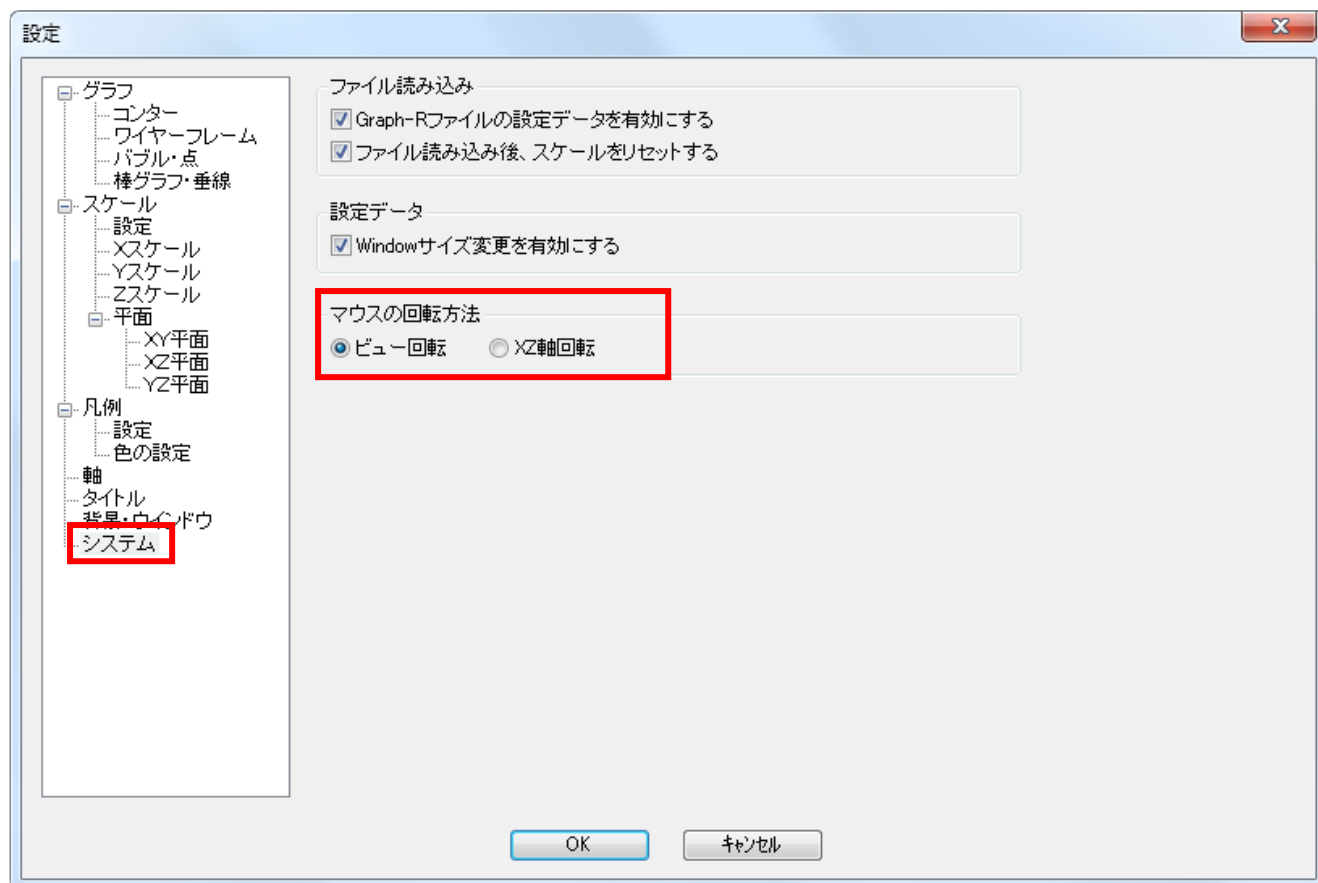 設定
グラフ
コンター
ワイヤーフレーム
バブル・点
棒グラフ・垂線
スケール
設定
Xスケール
Yスケール
Zスケール
平面
XY平面
XZ平面
YZ平面
凡例
設定
色の設定
軸
タイトル
背景・ウインドウ
システム
ファイル読み込み
Graph-Rファイルの設定データを有効にする
ファイル読み込み後、スケールをリセットする
設定データ
Windowサイズ変更を有効にする
マウスの回転方法
ビュー回転 XZ軸回転
OK キャンセル